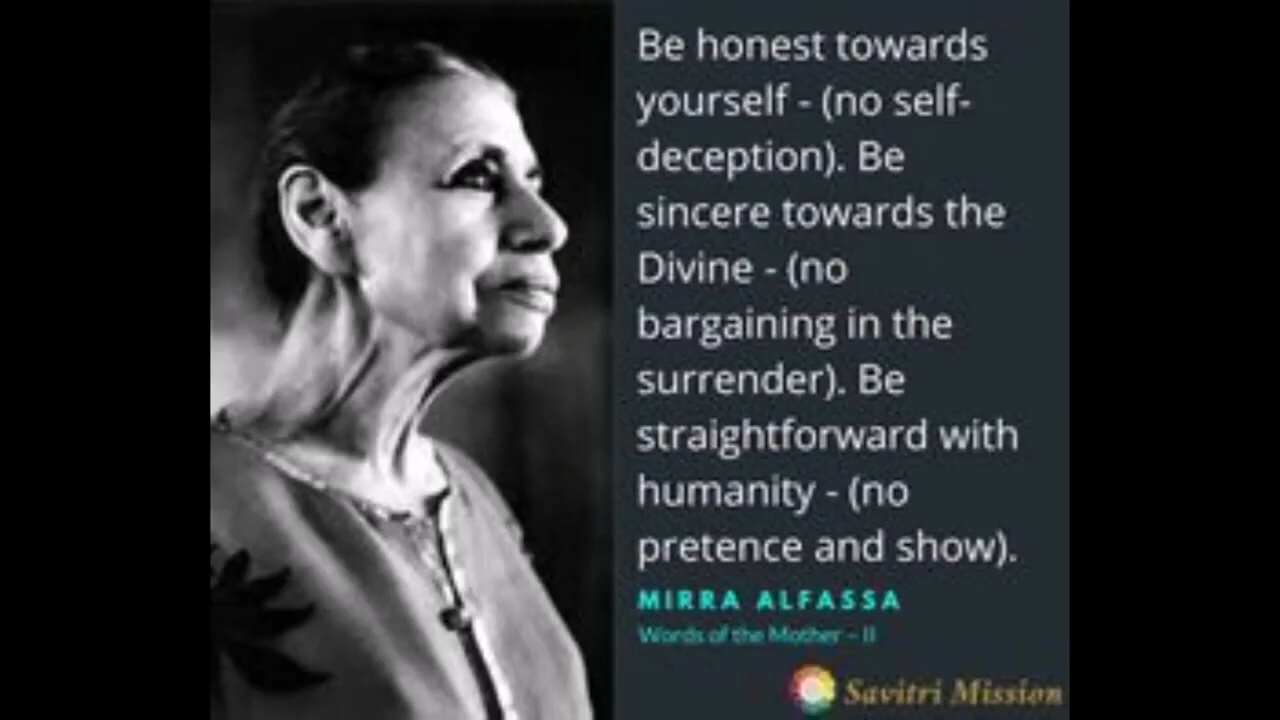 Be honest towards
yourself - (no self-
deception). Be
sincere towards the
Divine - (no
bargaining in the
surrender). Be
straightforward with
humanity - (no
pretence and show).
MIRRA ALFASSA
Words of the Mother - II
Savitri Mission